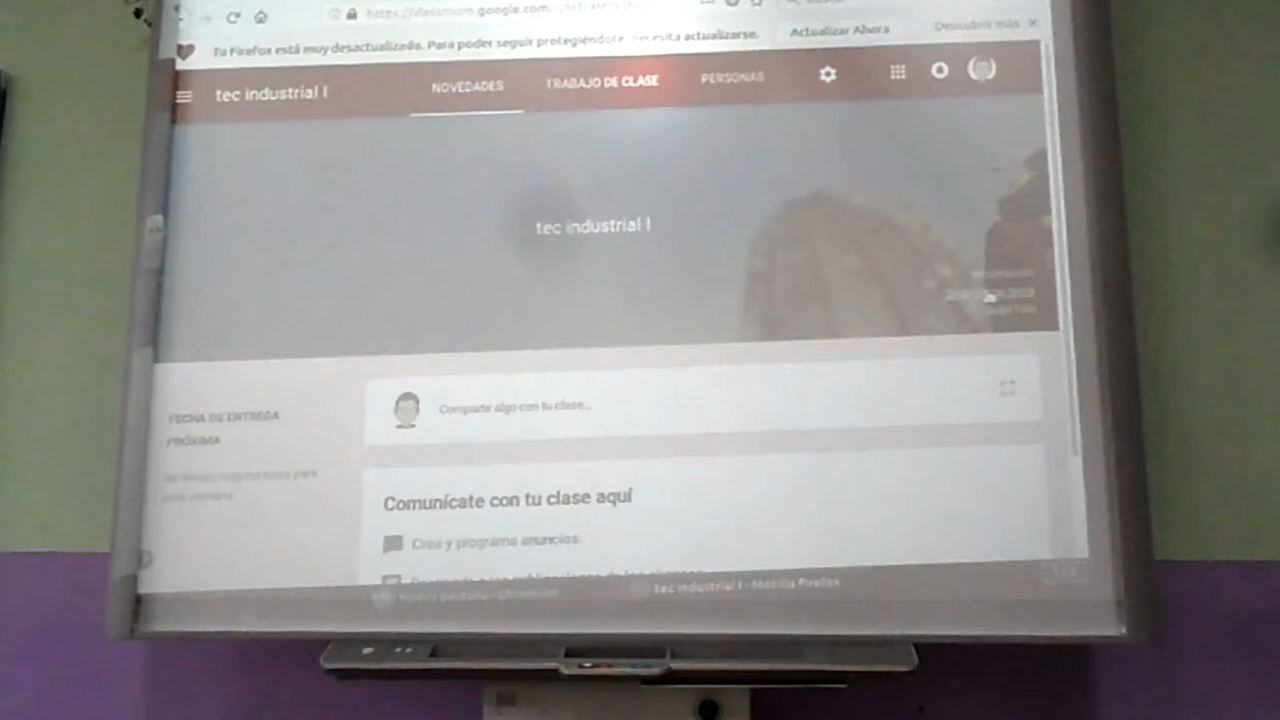 Tu Firefox está muy desactualizado. Para poder seguir protegiéndote, necesita actualizarse.
Actualizar Ahora
Descubrir más
tec industrial I
NOVEDADES
TRABAJO DE CLASE
PERSONAS
tec industrial I
FECHA DE ENTREGA
PRÓXIMA
Comparte algo con tu clase...
Comunícate con tu clase aquí
Crea y programa anuncios
tec industrial I - Mozilla Firefox